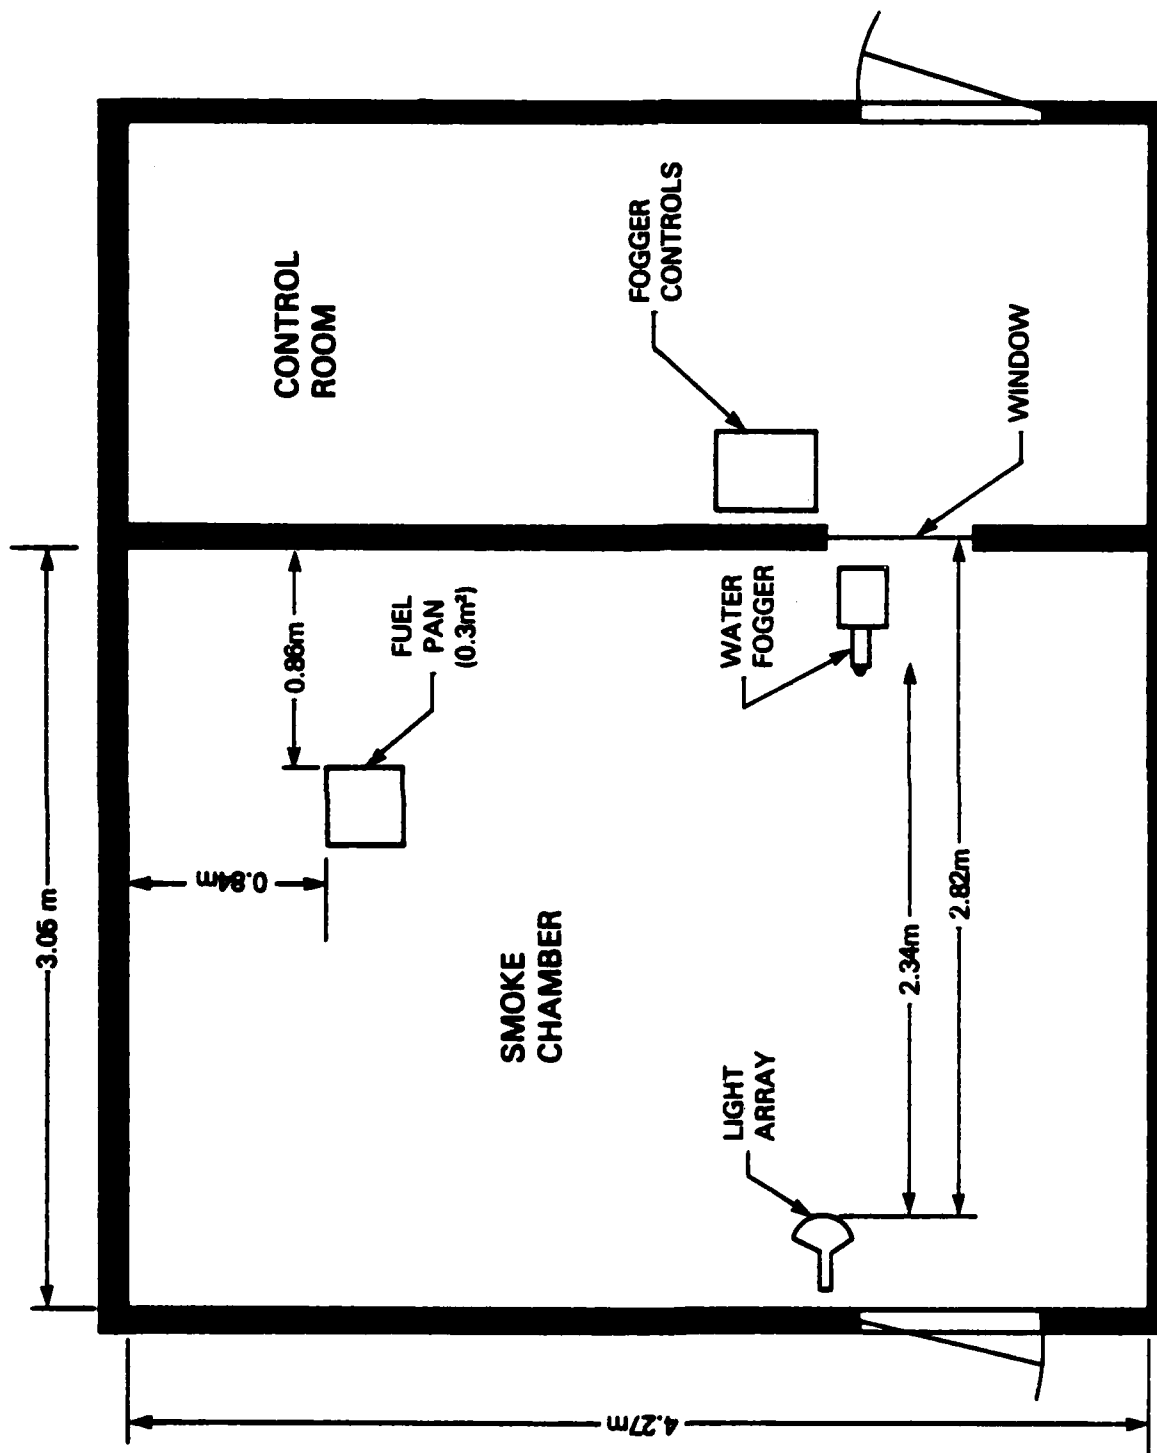 3.05 m
CONTROL
ROOM
0.86m
FUEL
PAN
(0.3m²)
FOGGER
CONTROLS
0.84m
SMOKE
CHAMBER
WATER
FOGGER
WINDOW
LIGHT
ARRAY
2.34m
2.82m
4.27m